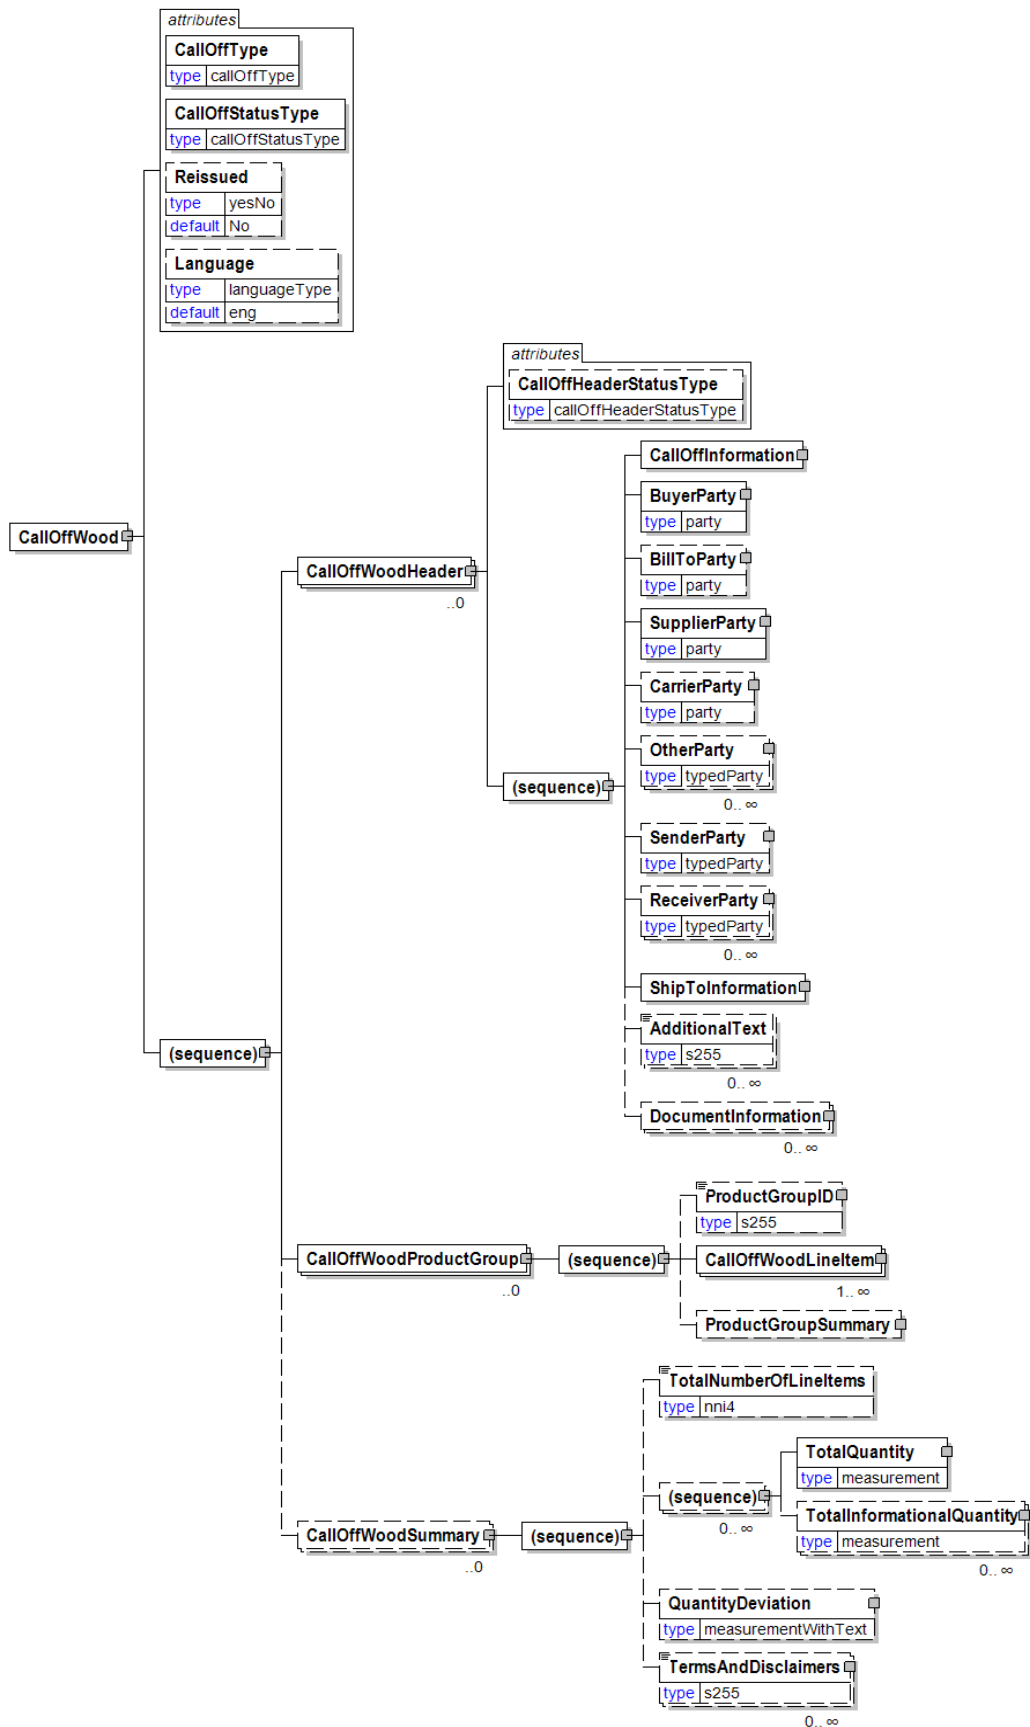 attributes
CallOffType
type callOffType
CallOffStatusType
type callOffStatusType
Reissued
type yesNo
default No
Language
type languageType
default eng
attributes
CallOffHeaderStatusType
type callOffHeaderStatusType
CallOffInformation
BuyerParty
type party
CallOffWood
BillToParty
type party
CallOffWoodHeader
..0
SupplierParty
type party
CarrierParty
type party
OtherParty
type typedParty
0.. ∞
(sequence)
SenderParty
type typedParty
ReceiverParty
type typedParty
0.. ∞
ShipToInformation
AdditionalText
type s255
0.. ∞
(sequence)
DocumentInformation
0.. ∞
ProductGroupID
type s255
CallOffWoodProductGroup
..0
(sequence)
CallOffWoodLineItem
1.. ∞
ProductGroupSummary
TotalNumberOfLineItems
type nni4
TotalQuantity
type measurement
(sequence)
0.. ∞
TotalInformationalQuantity
type measurement
0.. ∞
CallOffWoodSummary
..0
(sequence)
QuantityDeviation
type measurementWithText
TermsAndDisclaimers
type s255
0.. ∞